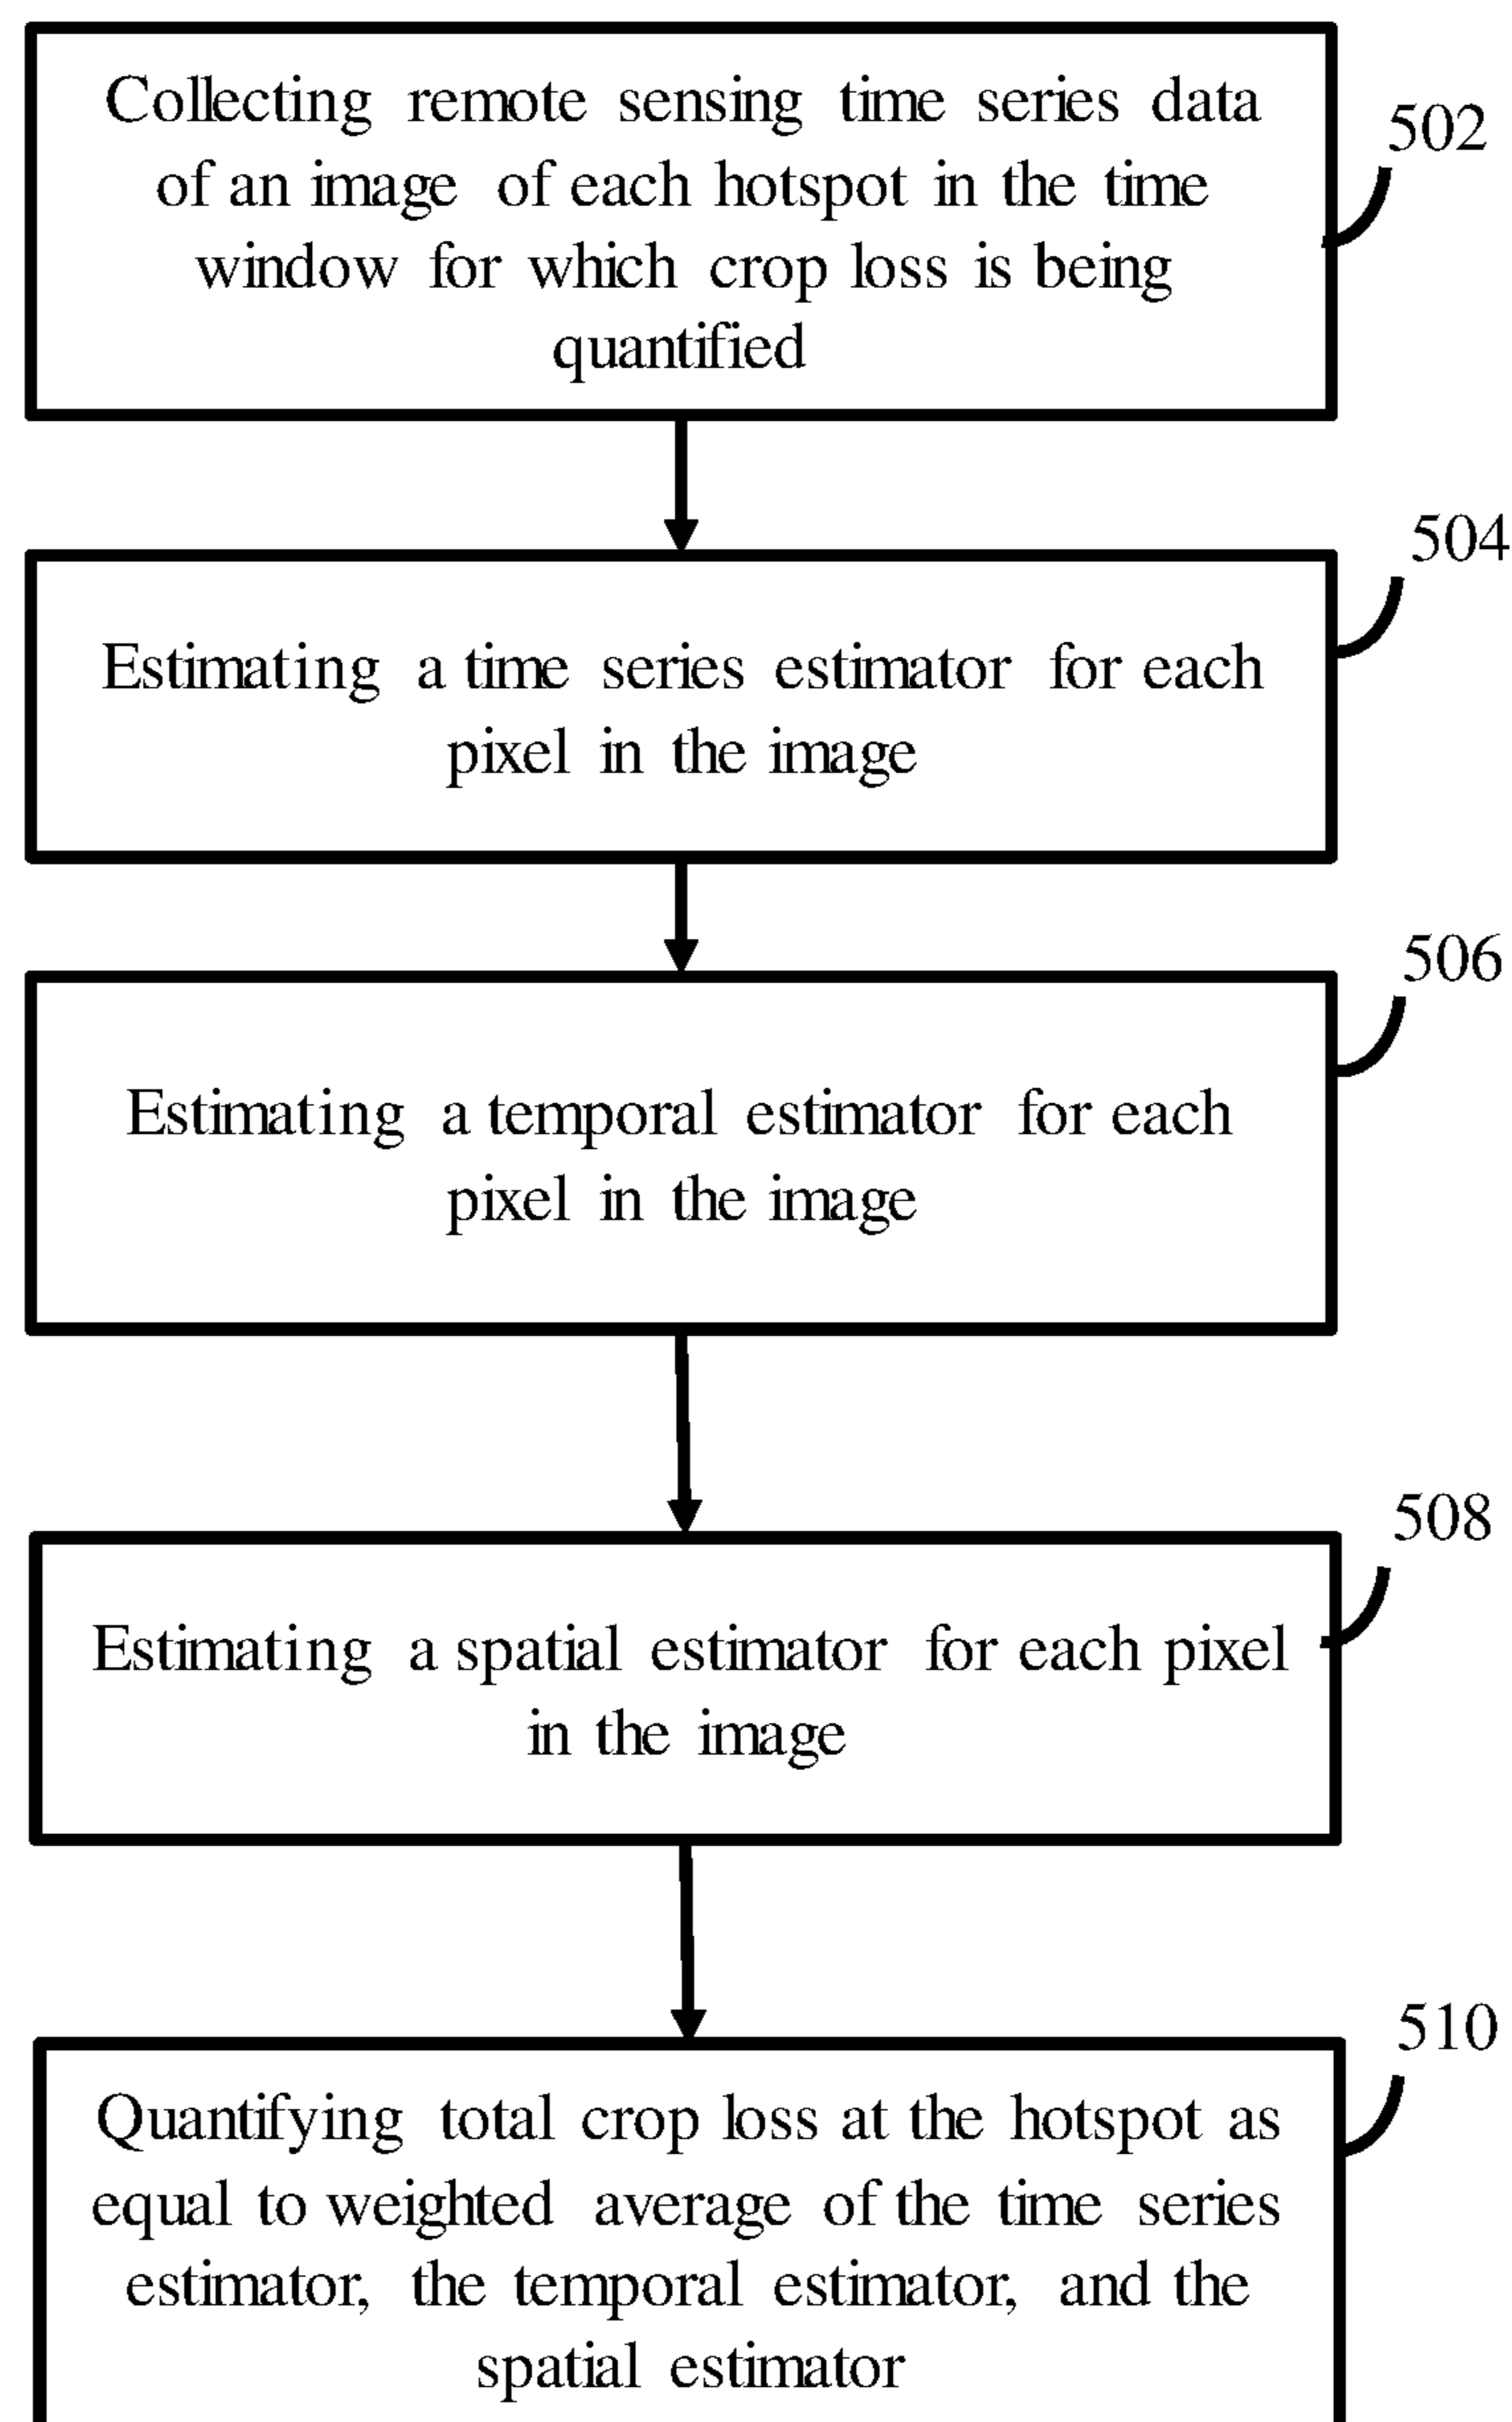 Collecting remote sensing time series data
of an image of each hotspot in the time
window for which crop loss is being
quantified
502
Estimating a time series estimator for each
pixel in the image
504
Estimating a temporal estimator for each
pixel in the image
506
Estimating a spatial estimator for each pixel
in the image
508
Quantifying total crop loss at the hotspot as
equal to weighted average of the time series
estimator, the temporal estimator, and the
spatial estimator
510